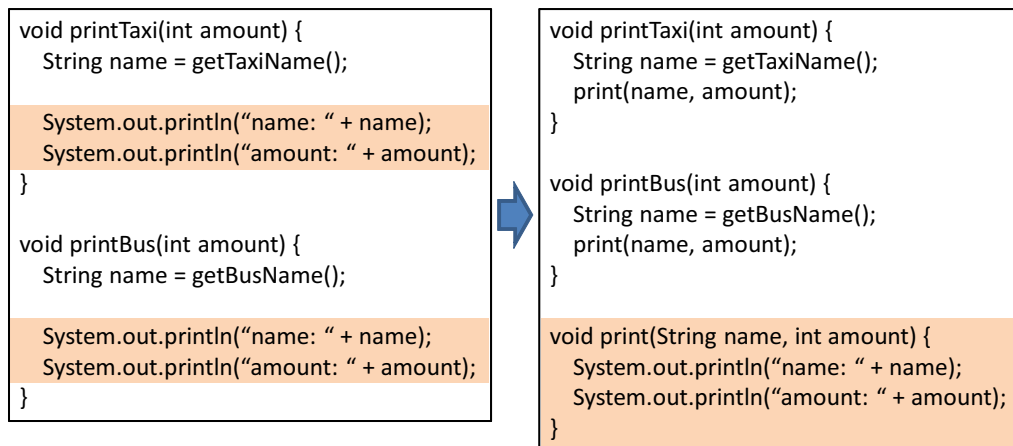 void printTaxi(int amount) {
String name = getTaxiName();
System.out.println(“name: “ + name);
System.out.println(“amount: “ + amount);
}
void printBus(int amount) {
String name = getBusName();
System.out.println(“name: “ + name);
System.out.println(“amount: “ + amount);
}
void printTaxi(int amount) {
String name = getTaxiName();
print(name, amount);
}
void printBus(int amount) {
String name = getBusName();
print(name, amount);
}
void print(String name, int amount) {
System.out.println(“name: “ + name);
System.out.println(“amount: “ + amount);
}